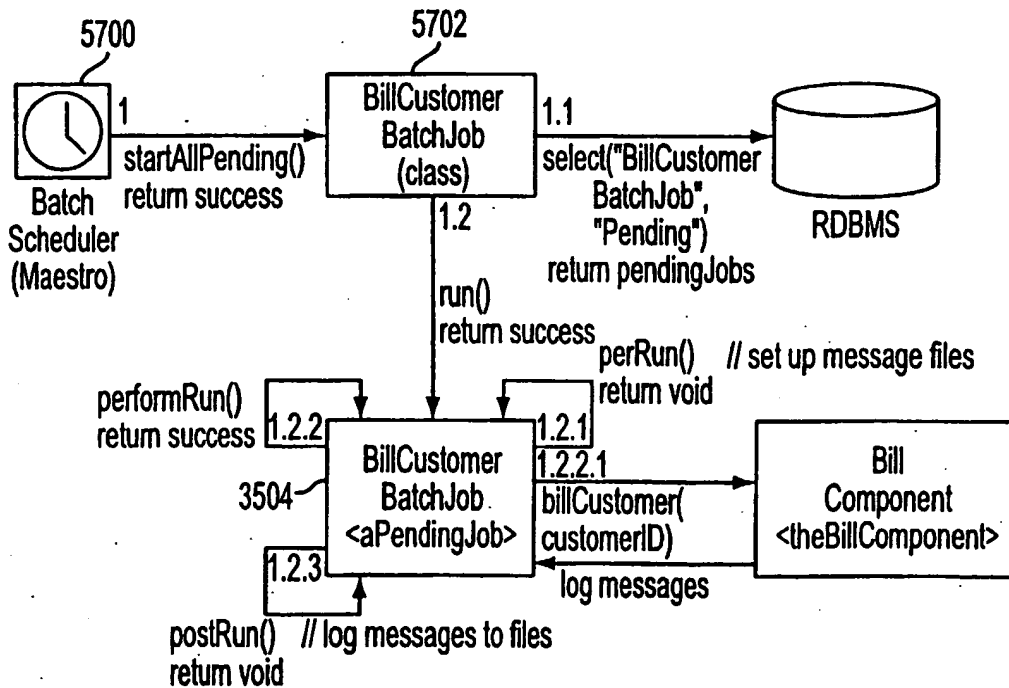 5700
5702
1
startAllPending()
return success
Batch
Scheduler
(Maestro)
BillCustomer
BatchJob
(class)
1.1
select("BillCustomer
BatchJob",
"Pending")
return pendingJobs
RDBMS
1.2
run()
return success
perRun() // set up message files
return void
performRun()
return success
1.2.2
1.2.1
3504
BillCustomer
BatchJob
<aPendingJob>
1.2.2.1
billCustomer(
customerID)
log messages
Bill
Component
<theBillComponent>
1.2.3
postRun() // log messages to files
return void